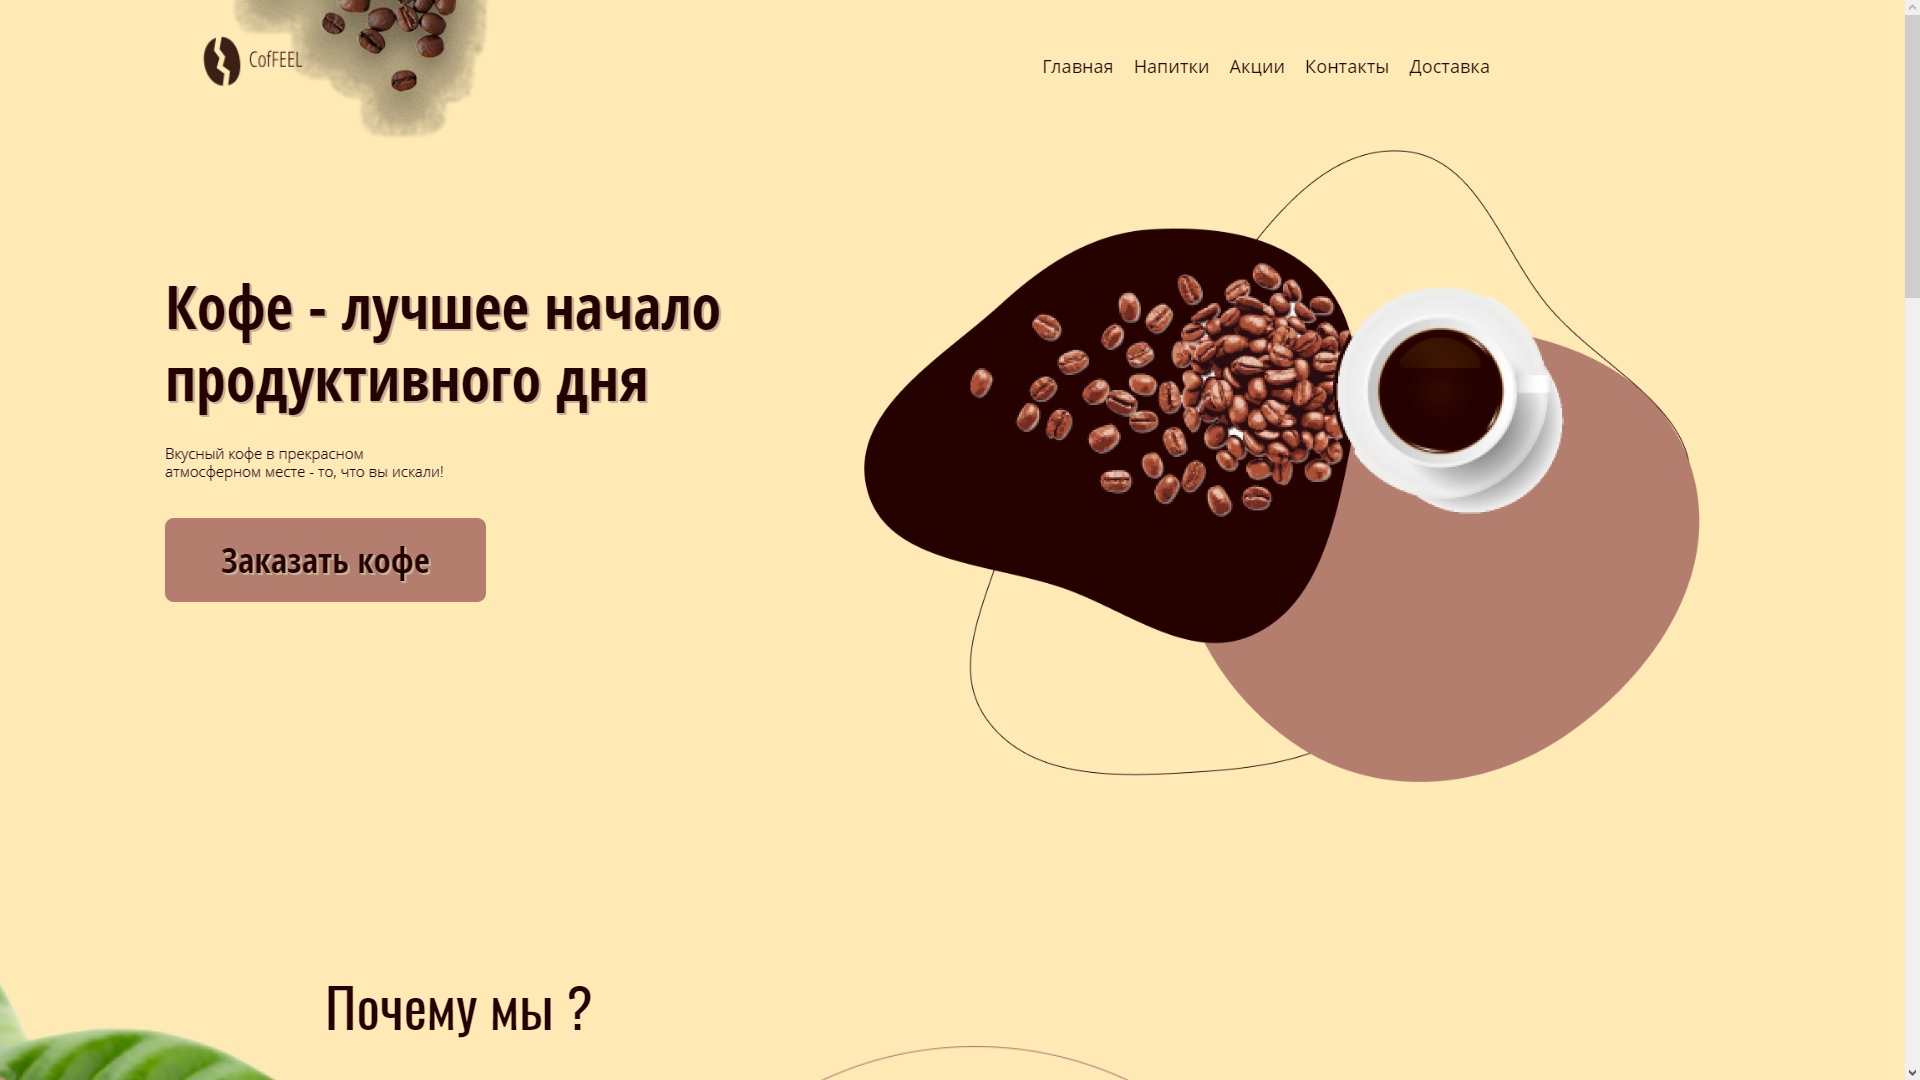 CofFEEL
Главная Напитки Акции Контакты Доставка
Кофе - лучшее начало
продуктивного дня
Вкусный кофе в прекрасном
атмосферном месте - то, что вы искали!
Заказать кофе
Почему мы ?